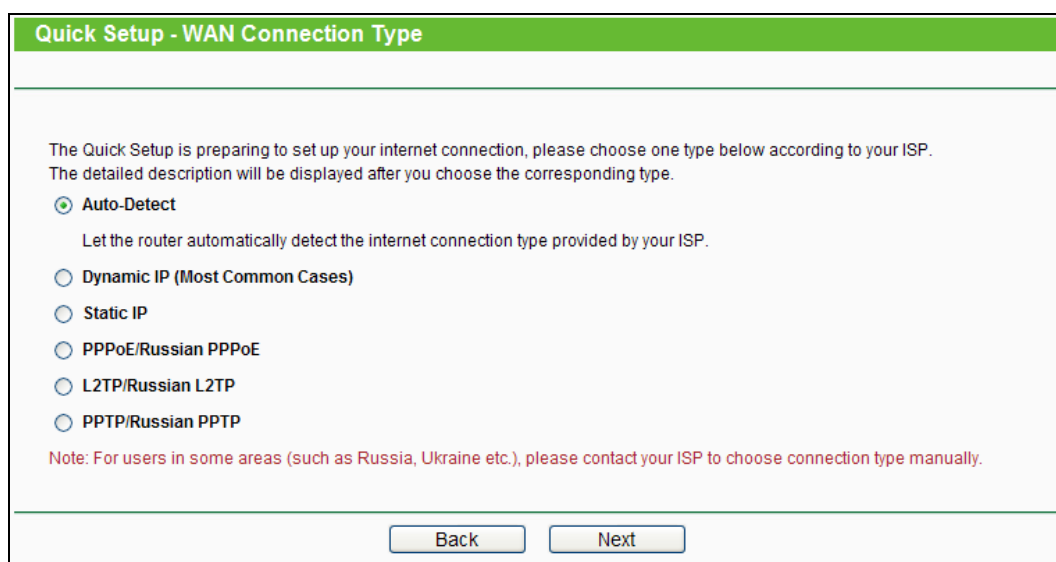 Quick Setup - WAN Connection Type
The Quick Setup is preparing to set up your internet connection, please choose one type below according to your ISP.
The detailed description will be displayed after you choose the corresponding type.
Auto-Detect
Let the router automatically detect the internet connection type provided by your ISP.
Dynamic IP (Most Common Cases)
Static IP
PPPoE/Russian PPPoE
L2TP/Russian L2TP
PPTP/Russian PPTP
Note: For users in some areas (such as Russia, Ukraine etc.), please contact your ISP to choose connection type manually.
Back Next